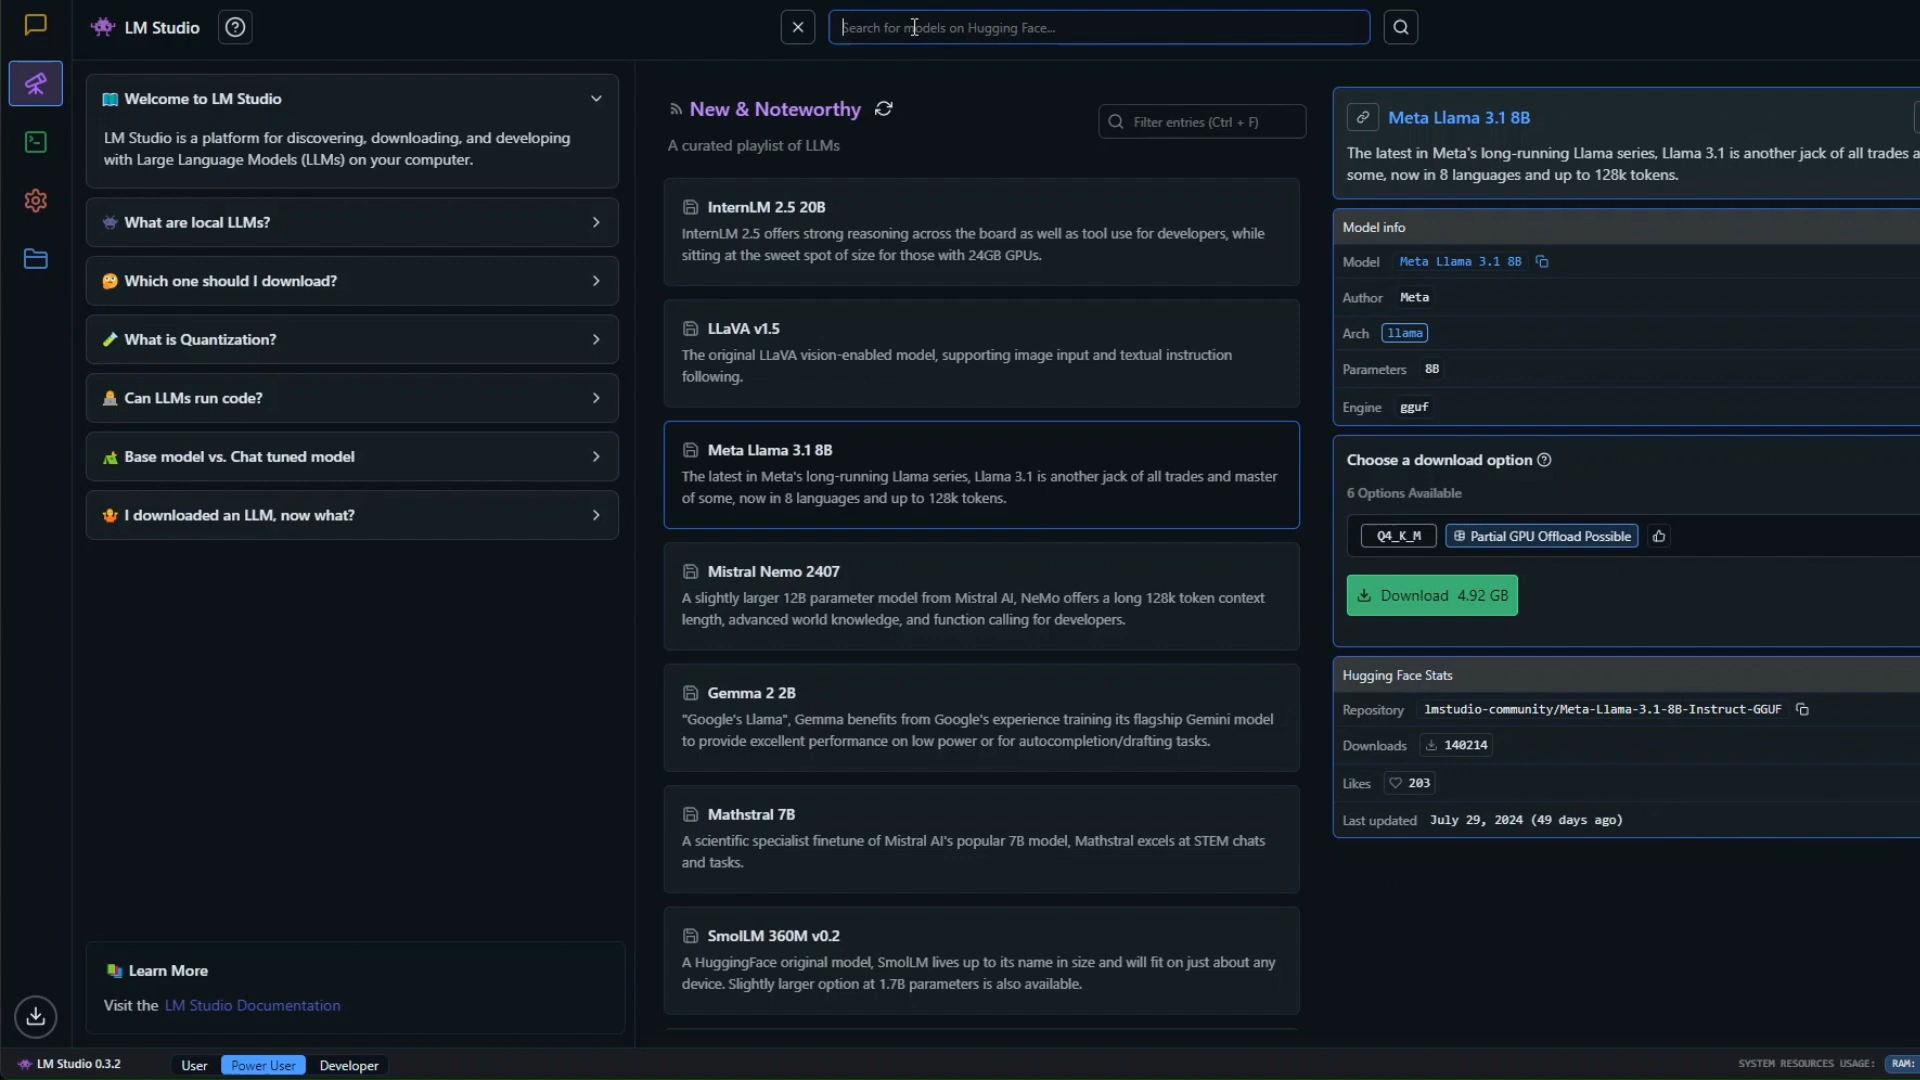 LM Studio
Search for models on Hugging Face...
Welcome to LM Studio
LM Studio is a platform for discovering, downloading, and developing
with Large Language Models (LLMs) on your computer.
What are local LLMs?
Which one should I download?
What is Quantization?
Can LLMs run code?
Base model vs. Chat tuned model
I downloaded an LLM, now what?
Learn More
Visit the LM Studio Documentation
New & Noteworthy
Filter entries (Ctrl + F)
A curated playlist of LLMs
InternLM 2.5 20B
InternLM 2.5 offers strong reasoning across the board as well as tool use for developers, while
sitting at the sweet spot of size for those with 24GB GPUs.
LLaVA v1.5
The original LLaVA vision-enabled model, supporting image input and textual instruction
following.
Meta Llama 3.1 8B
The latest in Meta's long-running Llama series, Llama 3.1 is another jack of all trades and master
of some, now in 8 languages and up to 128k tokens.
Mistral Nemo 2407
A slightly larger 12B parameter model from Mistral AI, NeMo offers a long 128k token context
length, advanced world knowledge, and function calling for developers.
Gemma 2 2B
"Google's Llama", Gemma benefits from Google's experience training its flagship Gemini model
to provide excellent performance on low power or for autocompletion/drafting tasks.
Mathstral 7B
A scientific specialist finetune of Mistral AI's popular 7B model, Mathstral excels at STEM chats
and tasks.
SmolLM 360M v0.2
A HuggingFace original model, SmolLM lives up to its name in size and will fit on just about any
device. Slightly larger option at 1.7B parameters is also available.
Meta Llama 3.1 8B
The latest in Meta's long-running Llama series, Llama 3.1 is another jack of all trades a
some, now in 8 languages and up to 128k tokens.
Model info
Model Meta Llama 3.1 8B
Author Meta
Arch llama
Parameters 8B
Engine gguf
Choose a download option
6 Options Available
Q4_K_M Partial GPU Offload Possible
Download 4.92 GB
Hugging Face Stats
Repository lmstudio-community/Meta-Llama-3.1-8B-Instruct-GGUF
Downloads 140214
Likes 203
Last updated July 29, 2024 (49 days ago)
LM Studio 0.3.2 User Power User Developer SYSTEM RESOURCES USAGE: RAM: